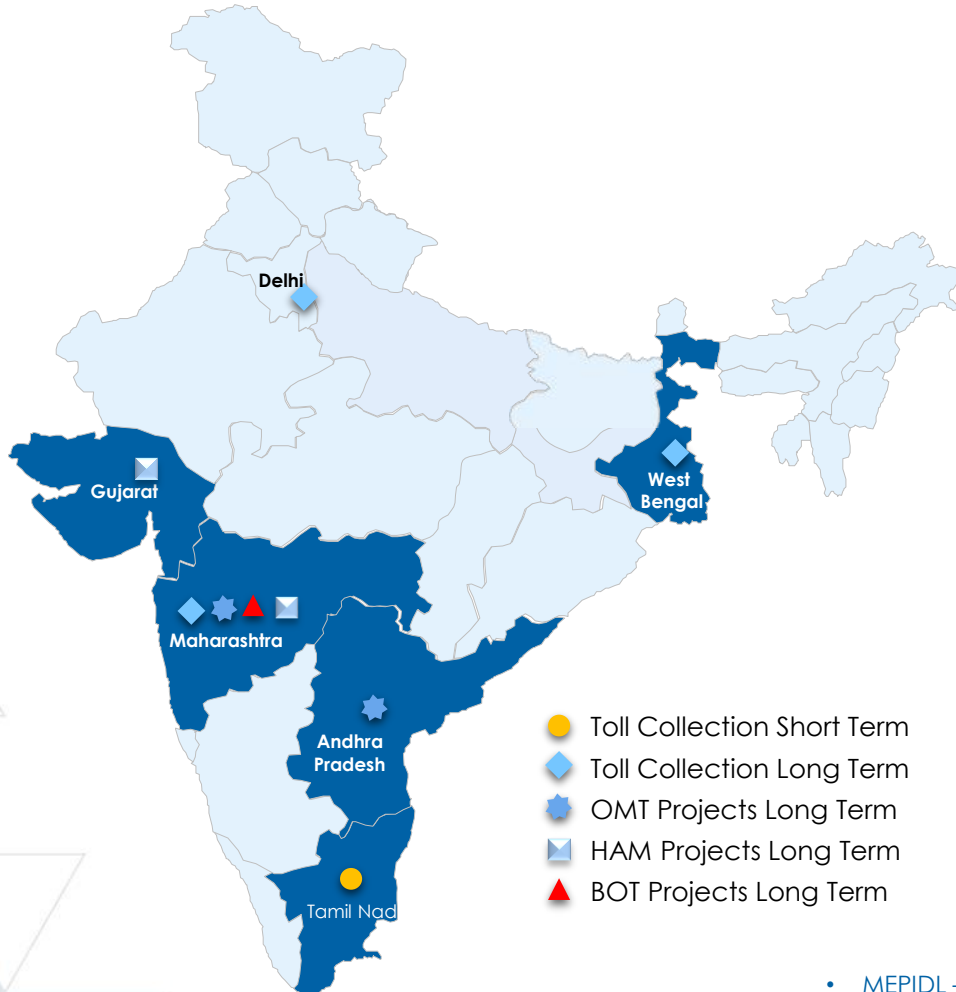 Delhi
Gujarat
West
Bengal
Maharashtra
Andhra
Pradesh
Tamil Nad
Toll Collection Short Term
Toll Collection Long Term
OMT Projects Long Term
HAM Projects Long Term
BOT Projects Long Term
• MEPIDL -